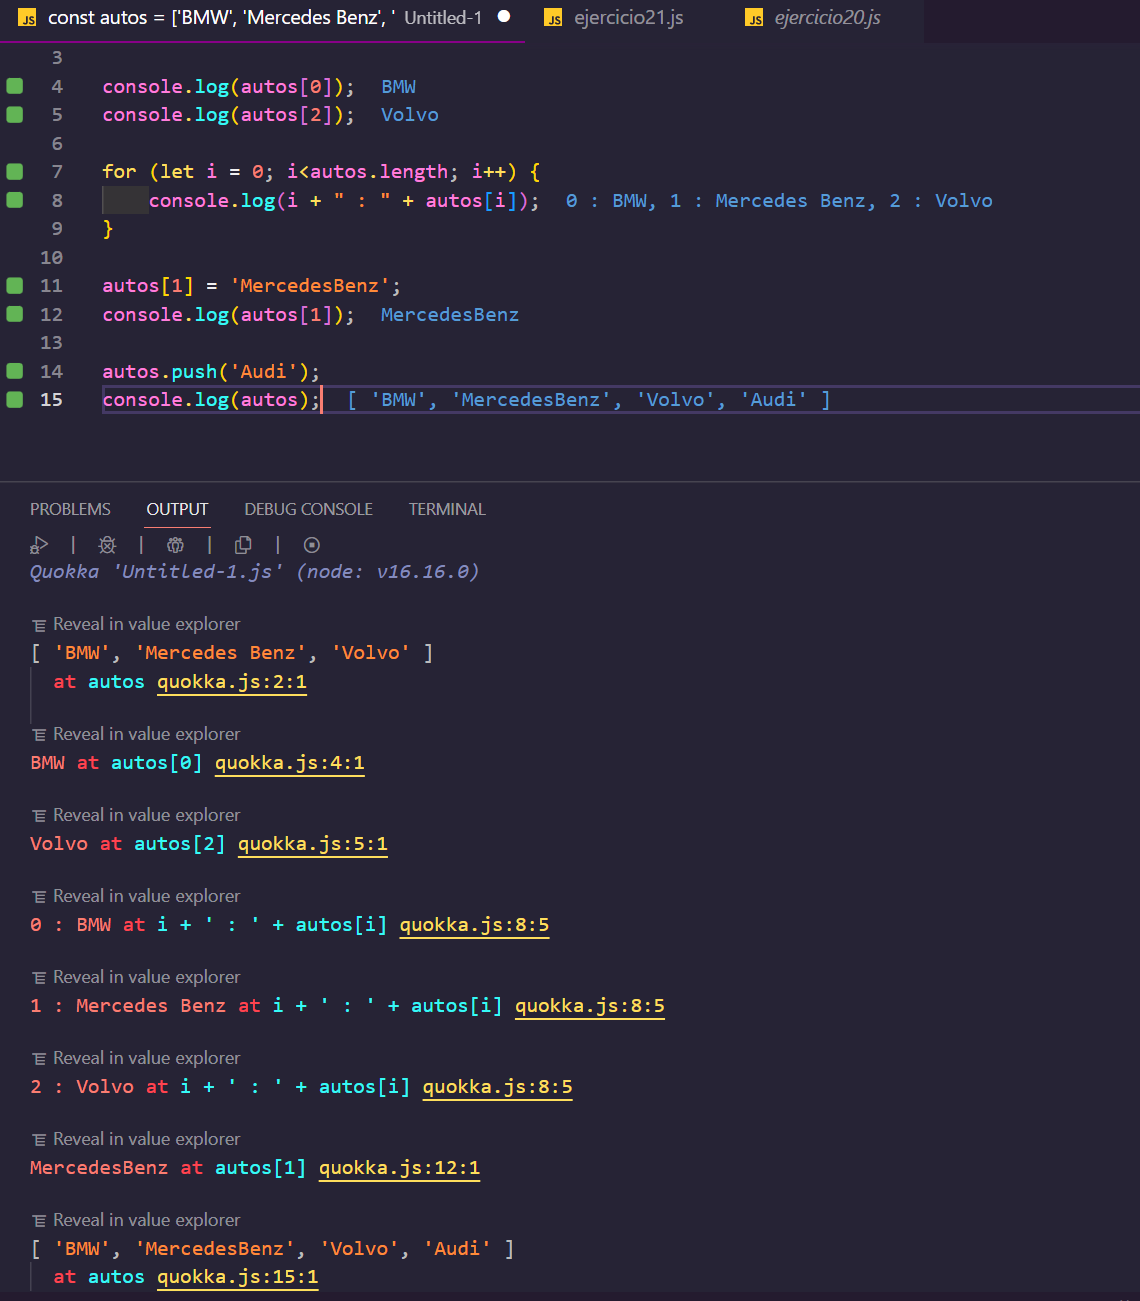 JS const autos = ['BMW', 'Mercedes Benz', ' Untitled-1 JS ejercicio21.js JS ejercicio20.js
3
4 console.log(autos[0]); BMW
5 console.log(autos[2]); Volvo
6
7 for (let i = 0; i<autos.length; i++) {
8 console.log(i + " : " + autos[i]); 0 : BMW, 1 : Mercedes Benz, 2 : Volvo
9 }
10
11 autos[1] = 'MercedesBenz';
12 console.log(autos[1]); MercedesBenz
13
14 autos.push('Audi');
15 console.log(autos); [ 'BMW', 'MercedesBenz', 'Volvo', 'Audi' ]
PROBLEMS OUTPUT DEBUG CONSOLE TERMINAL
Quokka 'Untitled-1.js' (node: v16.16.0)
Reveal in value explorer
[ 'BMW', 'Mercedes Benz', 'Volvo' ]
at autos quokka.js:2:1
Reveal in value explorer
BMW at autos[0] quokka.js:4:1
Reveal in value explorer
Volvo at autos[2] quokka.js:5:1
Reveal in value explorer
0 : BMW at i + ' : ' + autos[i] quokka.js:8:5
Reveal in value explorer
1 : Mercedes Benz at i + ' : ' + autos[i] quokka.js:8:5
Reveal in value explorer
2 : Volvo at i + ' : ' + autos[i] quokka.js:8:5
Reveal in value explorer
MercedesBenz at autos[1] quokka.js:12:1
Reveal in value explorer
[ 'BMW', 'MercedesBenz', 'Volvo', 'Audi' ]
at autos quokka.js:15:1